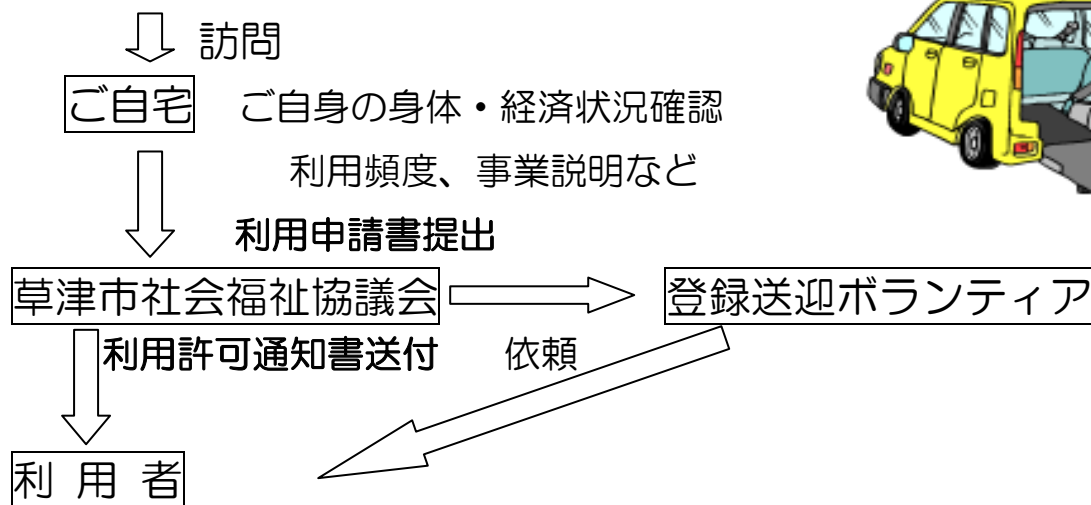 訪問
ご自宅 ご自身の身体・経済状況確認
利用頻度、事業説明など
利用申請書提出
草津市社会福祉協議会 登録送迎ボランティア
利用許可通知書送付 依頼
利 用 者